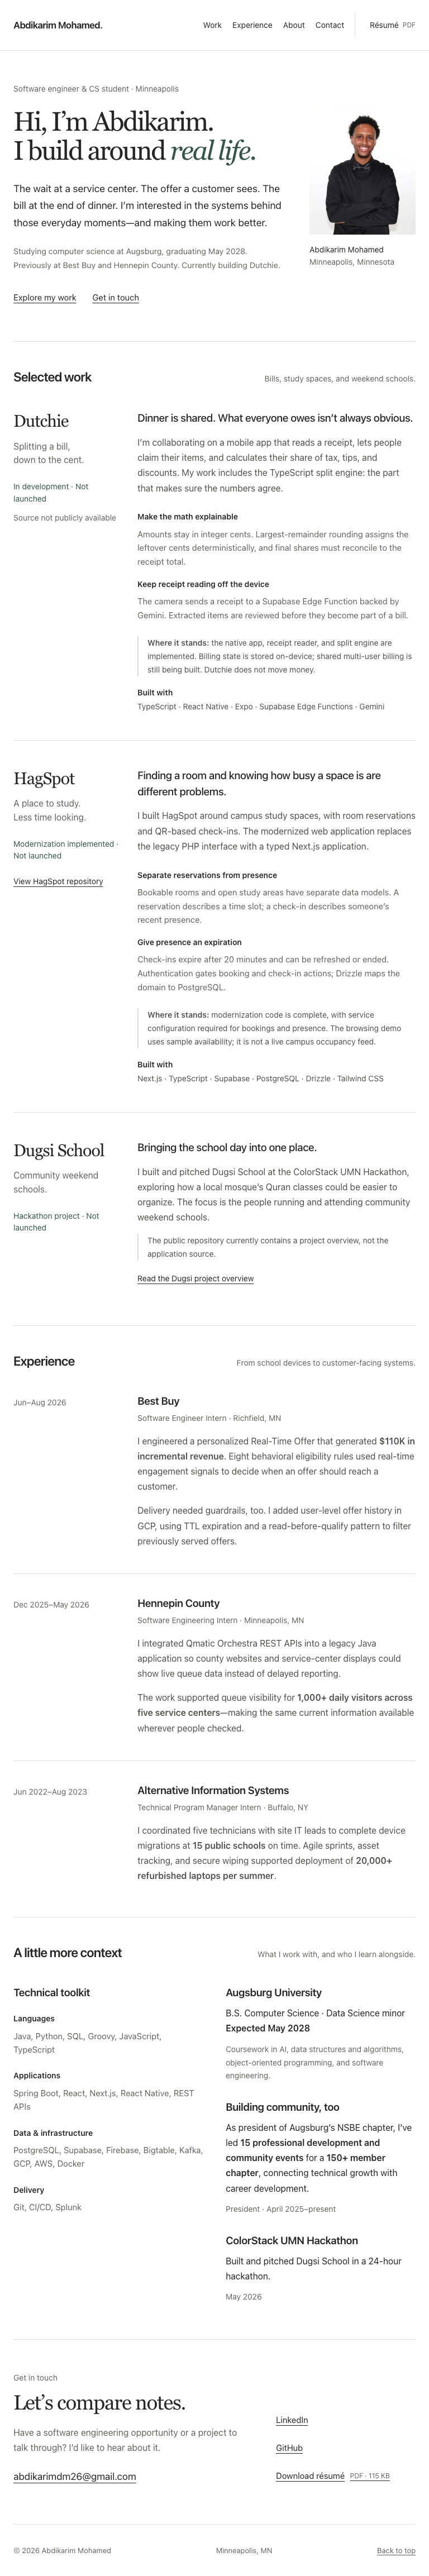 Abdikarim Mohamed.
Work Experience About Contact Résumé PDF
Software engineer & CS student · Minneapolis
Hi, I’m Abdikarim.
I build around real life.
The wait at a service center. The offer a customer sees. The
bill at the end of dinner. I’m interested in the systems behind
those everyday moments—and making them work better.
Studying computer science at Augsburg, graduating May 2028.
Previously at Best Buy and Hennepin County. Currently building Dutchie.
Explore my work Get in touch
Abdikarim Mohamed
Minneapolis, Minnesota
Selected work
Bills, study spaces, and weekend schools.
Dutchie
Splitting a bill,
down to the cent.
In development · Not
launched
Source not publicly available
Dinner is shared. What everyone owes isn’t always obvious.
I’m collaborating on a mobile app that reads a receipt, lets people
claim their items, and calculates their share of tax, tips, and
discounts. My work includes the TypeScript split engine: the part
that makes sure the numbers agree.
Make the math explainable
Amounts stay in integer cents. Largest-remainder rounding assigns the
leftover cents deterministically, and final shares must reconcile to the
receipt total.
Keep receipt reading off the device
The camera sends a receipt to a Supabase Edge Function backed by
Gemini. Extracted items are reviewed before they become part of a bill.
Where it stands: the native app, receipt reader, and split engine are
implemented. Billing state is stored on-device; shared multi-user billing is
still being built. Dutchie does not move money.
Built with
TypeScript · React Native · Expo · Supabase Edge Functions · Gemini
HagSpot
A place to study.
Less time looking.
Modernization implemented ·
Not launched
View HagSpot repository
Finding a room and knowing how busy a space is are
different problems.
I built HagSpot around campus study spaces, with room reservations
and QR-based check-ins. The modernized web application replaces
the legacy PHP interface with a typed Next.js application.
Separate reservations from presence
Bookable rooms and open study areas have separate data models. A
reservation describes a time slot; a check-in describes someone’s
recent presence.
Give presence an expiration
Check-ins expire after 20 minutes and can be refreshed or ended.
Authentication gates booking and check-in actions; Drizzle maps the
domain to PostgreSQL.
Where it stands: modernization code is complete, with service
configuration required for bookings and presence. The browsing demo
uses sample availability; it is not a live campus occupancy feed.
Built with
Next.js · TypeScript · Supabase · PostgreSQL · Drizzle · Tailwind CSS
Dugsi School
Community weekend
schools.
Hackathon project · Not
launched
Bringing the school day into one place.
I built and pitched Dugsi School at the ColorStack UMN Hackathon,
exploring how a local mosque’s Quran classes could be easier to
organize. The focus is the people running and attending community
weekend schools.
The public repository currently contains a project overview, not the
application source.
Read the Dugsi project overview
Experience
From school devices to customer-facing systems.
Jun–Aug 2026
Best Buy
Software Engineer Intern · Richfield, MN
I engineered a personalized Real-Time Offer that generated $110K in
incremental revenue. Eight behavioral eligibility rules used real-time
engagement signals to decide when an offer should reach a
customer.
Delivery needed guardrails, too. I added user-level offer history in
GCP, using TTL expiration and a read-before-qualify pattern to filter
previously served offers.
Dec 2025–May 2026
Hennepin County
Software Engineering Intern · Minneapolis, MN
I integrated Qmatic Orchestra REST APIs into a legacy Java
application so county websites and service-center displays could
show live queue data instead of delayed reporting.
The work supported queue visibility for 1,000+ daily visitors across
five service centers—making the same current information available
wherever people checked.
Jun 2022–Aug 2023
Alternative Information Systems
Technical Program Manager Intern · Buffalo, NY
I coordinated five technicians with site IT leads to complete device
migrations at 15 public schools on time. Agile sprints, asset
tracking, and secure wiping supported deployment of 20,000+
refurbished laptops per summer.
A little more context
What I work with, and who I learn alongside.
Technical toolkit
Languages
Java, Python, SQL, Groovy, JavaScript,
TypeScript
Applications
Spring Boot, React, Next.js, React Native, REST
APIs
Data & infrastructure
PostgreSQL, Supabase, Firebase, Bigtable, Kafka,
GCP, AWS, Docker
Delivery
Git, CI/CD, Splunk
Augsburg University
B.S. Computer Science · Data Science minor
Expected May 2028
Coursework in AI, data structures and algorithms,
object-oriented programming, and software
engineering.
Building community, too
As president of Augsburg’s NSBE chapter, I’ve
led 15 professional development and
community events for a 150+ member
chapter, connecting technical growth with
career development.
President · April 2025–present
ColorStack UMN Hackathon
Built and pitched Dugsi School in a 24-hour
hackathon.
May 2026
Get in touch
Let’s compare notes.
Have a software engineering opportunity or a project to
talk through? I’d like to hear about it.
abdikarimdm26@gmail.com
LinkedIn
GitHub
Download résumé PDF · 115 KB
© 2026 Abdikarim Mohamed
Minneapolis, MN
Back to top